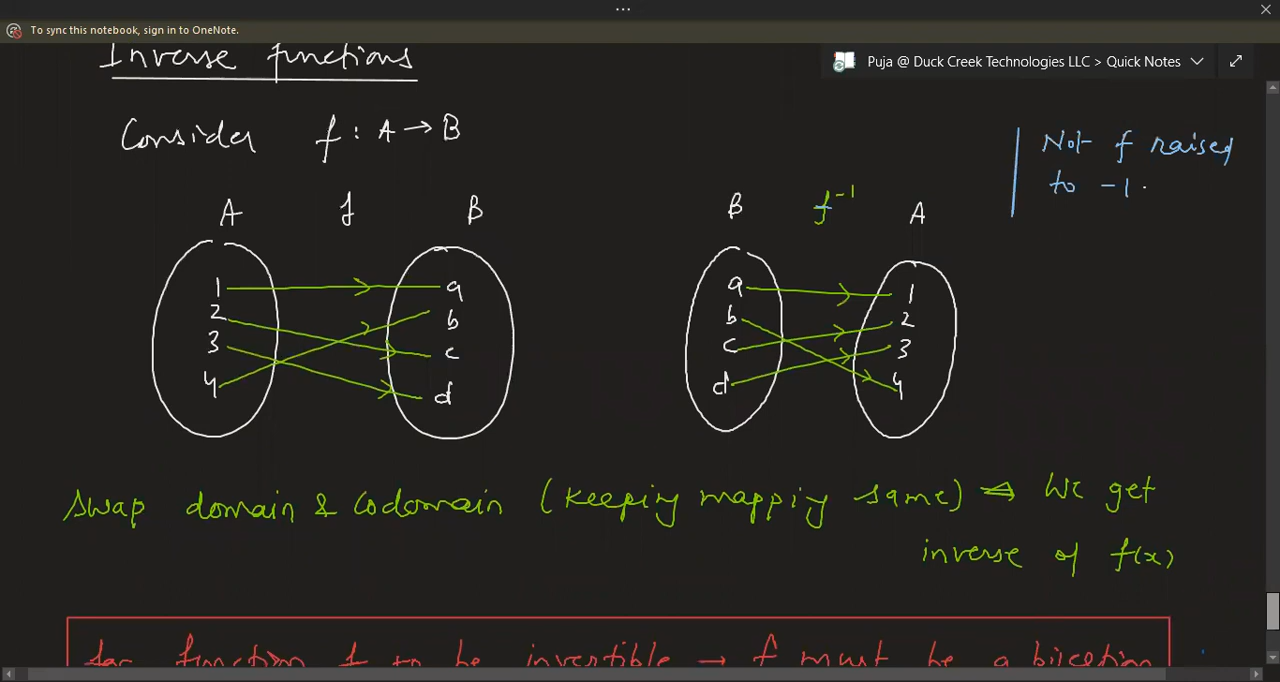 To sync this notebook, sign in to OneNote.
Inverse functions
Puja @ Duck Creek Technologies LLC > Quick Notes
Consider f : A → B
Not f raised
to -1.
A f B
B f⁻¹ A
1 a
2 b
3 c
4 d
a 1
b 2
c 3
d 4
Swap domain & codomain (keepiy mappiy same) ⇒ We get
inverse of f(x)
for function f to be invertible → f must be a bijection